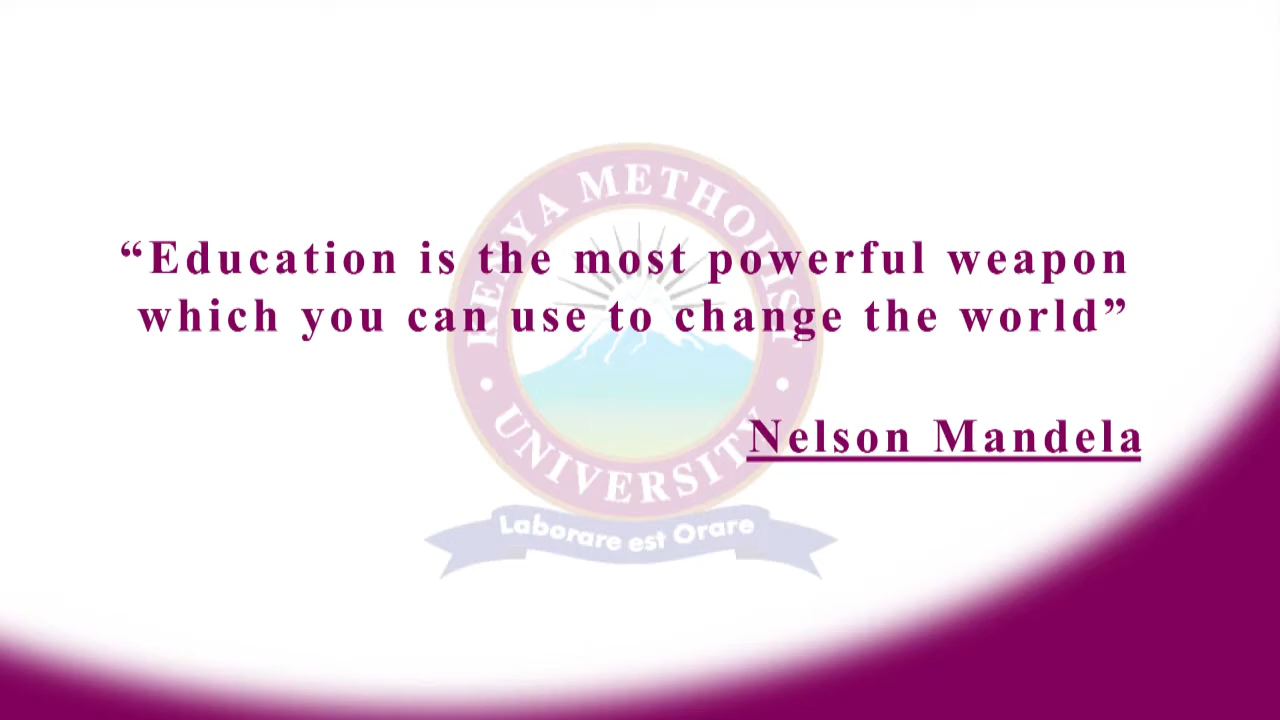 “Education is the most powerful weapon
which you can use to change the world”
Nelson Mandela
KENYA METHODIST
UNIVERSITY
Laborare est Orare